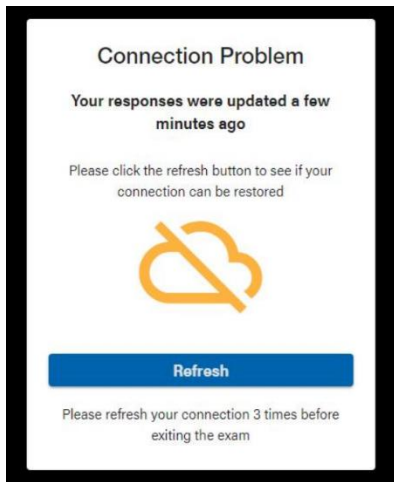 Connection Problem
Your responses were updated a few
minutes ago
Please click the refresh button to see if your
connection can be restored
Refresh
Please refresh your connection 3 times before
exiting the exam